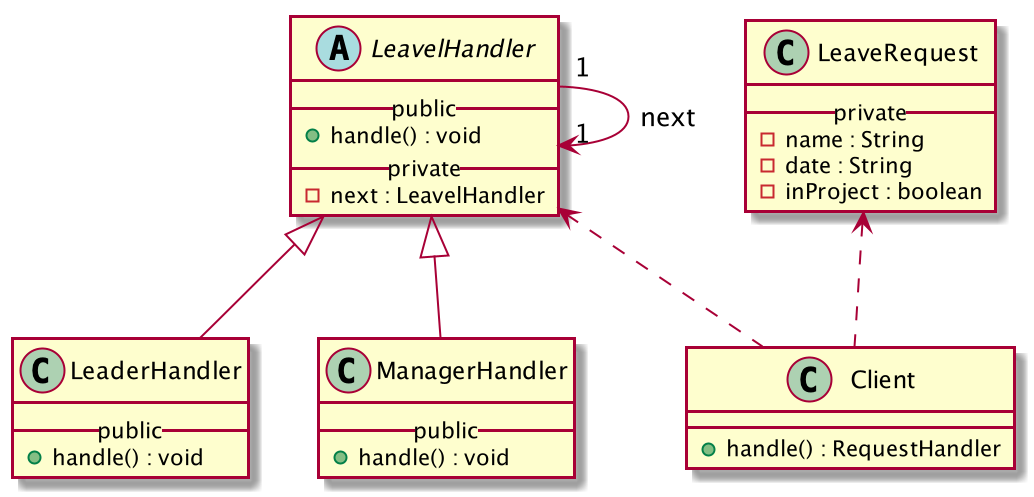 A LeavelHandler
public
handle() : void
private
next : LeavelHandler
1
1
next
C LeaveRequest
private
name : String
date : String
inProject : boolean
C LeaderHandler
public
handle() : void
C ManagerHandler
public
handle() : void
C Client
handle() : RequestHandler